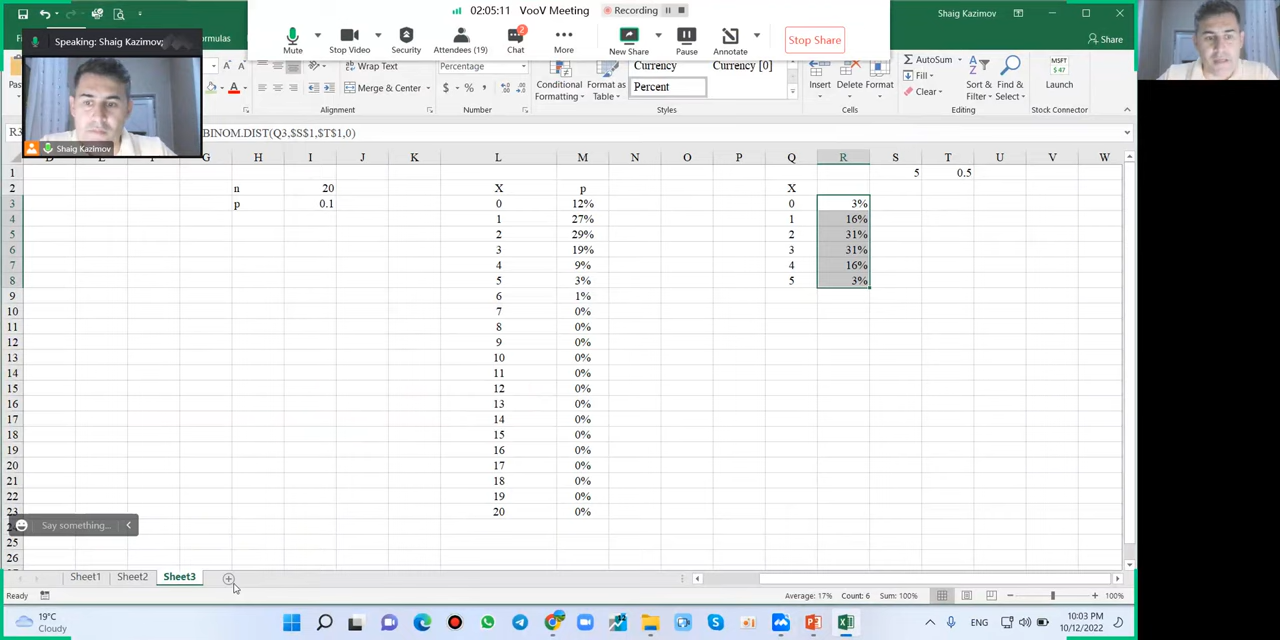 02:05:11 VooV Meeting Recording
Shaig Kazimov
Speaking: Shaig Kazimov;
Mute Stop Video Security Attendees (19) 2 Chat More New Share Pause Annotate Stop Share
Share
Wrap Text
Merge & Center
Percentage
$ % ,
Conditional Formatting
Format as Table
Currency
Currency [0]
Percent
Insert Delete Format
AutoSum
Fill
Clear
Sort & Filter
Find & Select
MSFT
$ 47
Launch
Alignment Number Styles Cells Editing Stock Connector
Shaig Kazimov
BINOM.DIST(Q3,$S$1,$T$1,0)
G H I J K L M N O P Q R S T U V W
1 5 0.5
2 n 20 X p X
3 p 0.1 0 12% 0 3%
4 1 27% 1 16%
5 2 29% 2 31%
6 3 19% 3 31%
7 4 9% 4 16%
8 5 3% 5 3%
9 6 1%
10 7 0%
11 8 0%
12 9 0%
13 10 0%
14 11 0%
15 12 0%
16 13 0%
17 14 0%
18 15 0%
19 16 0%
20 17 0%
21 18 0%
22 19 0%
23 20 0%
Say something...
25
26
Sheet1 Sheet2 Sheet3
Ready Average: 17% Count: 6 Sum: 100% 100%
19°C
Cloudy
ENG
10:03 PM
10/12/2022